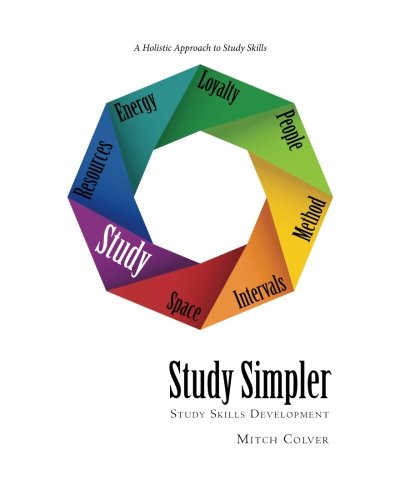 A Holistic Approach to Study Skills
Loyalty
People
Method
Intervals
Space
Study
Resources
Energy
Study Simpler
Study Skills Development
Mitch Colver